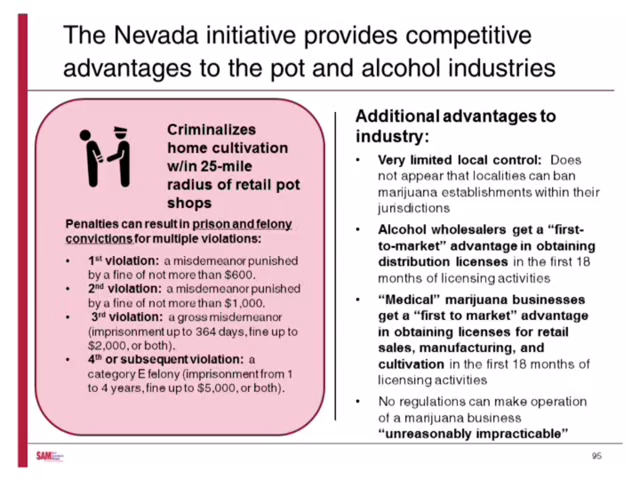 The Nevada initiative provides competitive
advantages to the pot and alcohol industries
Criminalizes
home cultivation
w/in 25-mile
radius of retail pot
shops
Penalties can result in prison and felony
convictions for multiple violations:
• 1st violation: a misdemeanor punished
by a fine of not more than $600.
• 2nd violation: a misdemeanor punished
by a fine of not more than $1,000.
• 3rd violation: a gross misdemeanor
(imprisonment up to 364 days, fine up to
$2,000, or both).
• 4th or subsequent violation: a
category E felony (imprisonment from 1
to 4 years, fine up to $5,000, or both).
Additional advantages to
industry:
• Very limited local control: Does
not appear that localities can ban
marijuana establishments within their
jurisdictions
• Alcohol wholesalers get a “first-
to-market” advantage in obtaining
distribution licenses in the first 18
months of licensing activities
• “Medical” marijuana businesses
get a “first to market” advantage
in obtaining licenses for retail
sales, manufacturing, and
cultivation in the first 18 months of
licensing activities
• No regulations can make operation
of a marijuana business
“unreasonably impracticable”
SAM
95